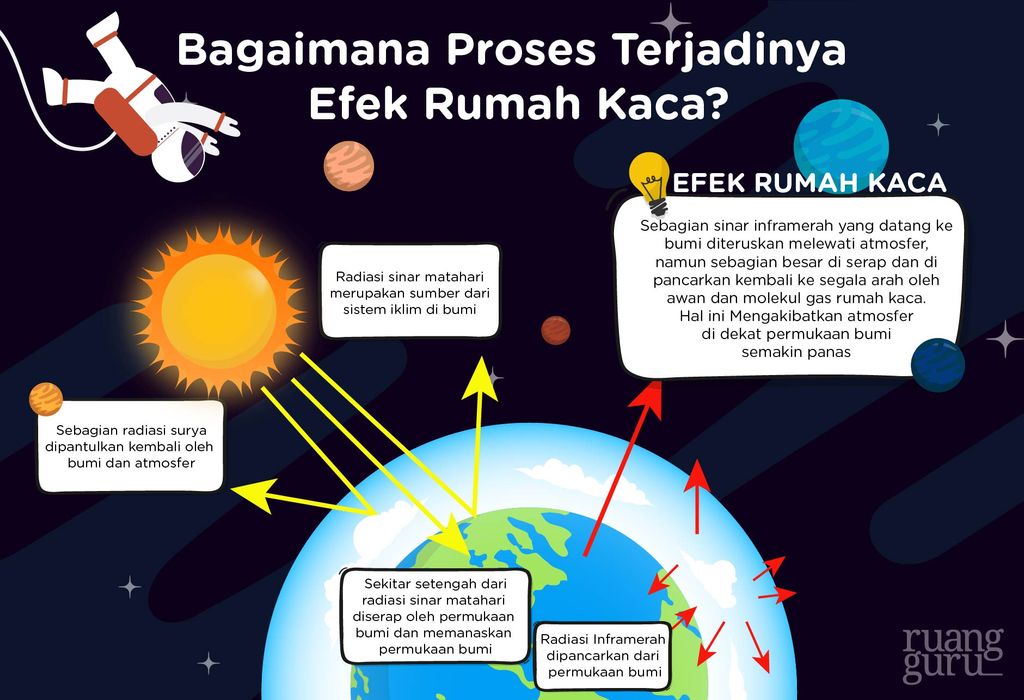 Bagaimana Proses Terjadinya
Efek Rumah Kaca?
EFEK RUMAH KACA
Sebagian sinar inframerah yang datang ke
bumi diteruskan melewati atmosfer,
namun sebagian besar di serap dan di
pancarkan kembali ke segala arah oleh
awan dan molekul gas rumah kaca.
Hal ini Mengakibatkan atmosfer
di dekat permukaan bumi
semakin panas
Radiasi sinar matahari
merupakan sumber dari
sistem iklim di bumi
Sebagian radiasi surya
dipantulkan kembali oleh
bumi dan atmosfer
Sekitar setengah dari
radiasi sinar matahari
diserap oleh permukaan
bumi dan memanaskan
permukaan bumi
Radiasi Inframerah
dipancarkan dari
permukaan bumi
ruang
guru